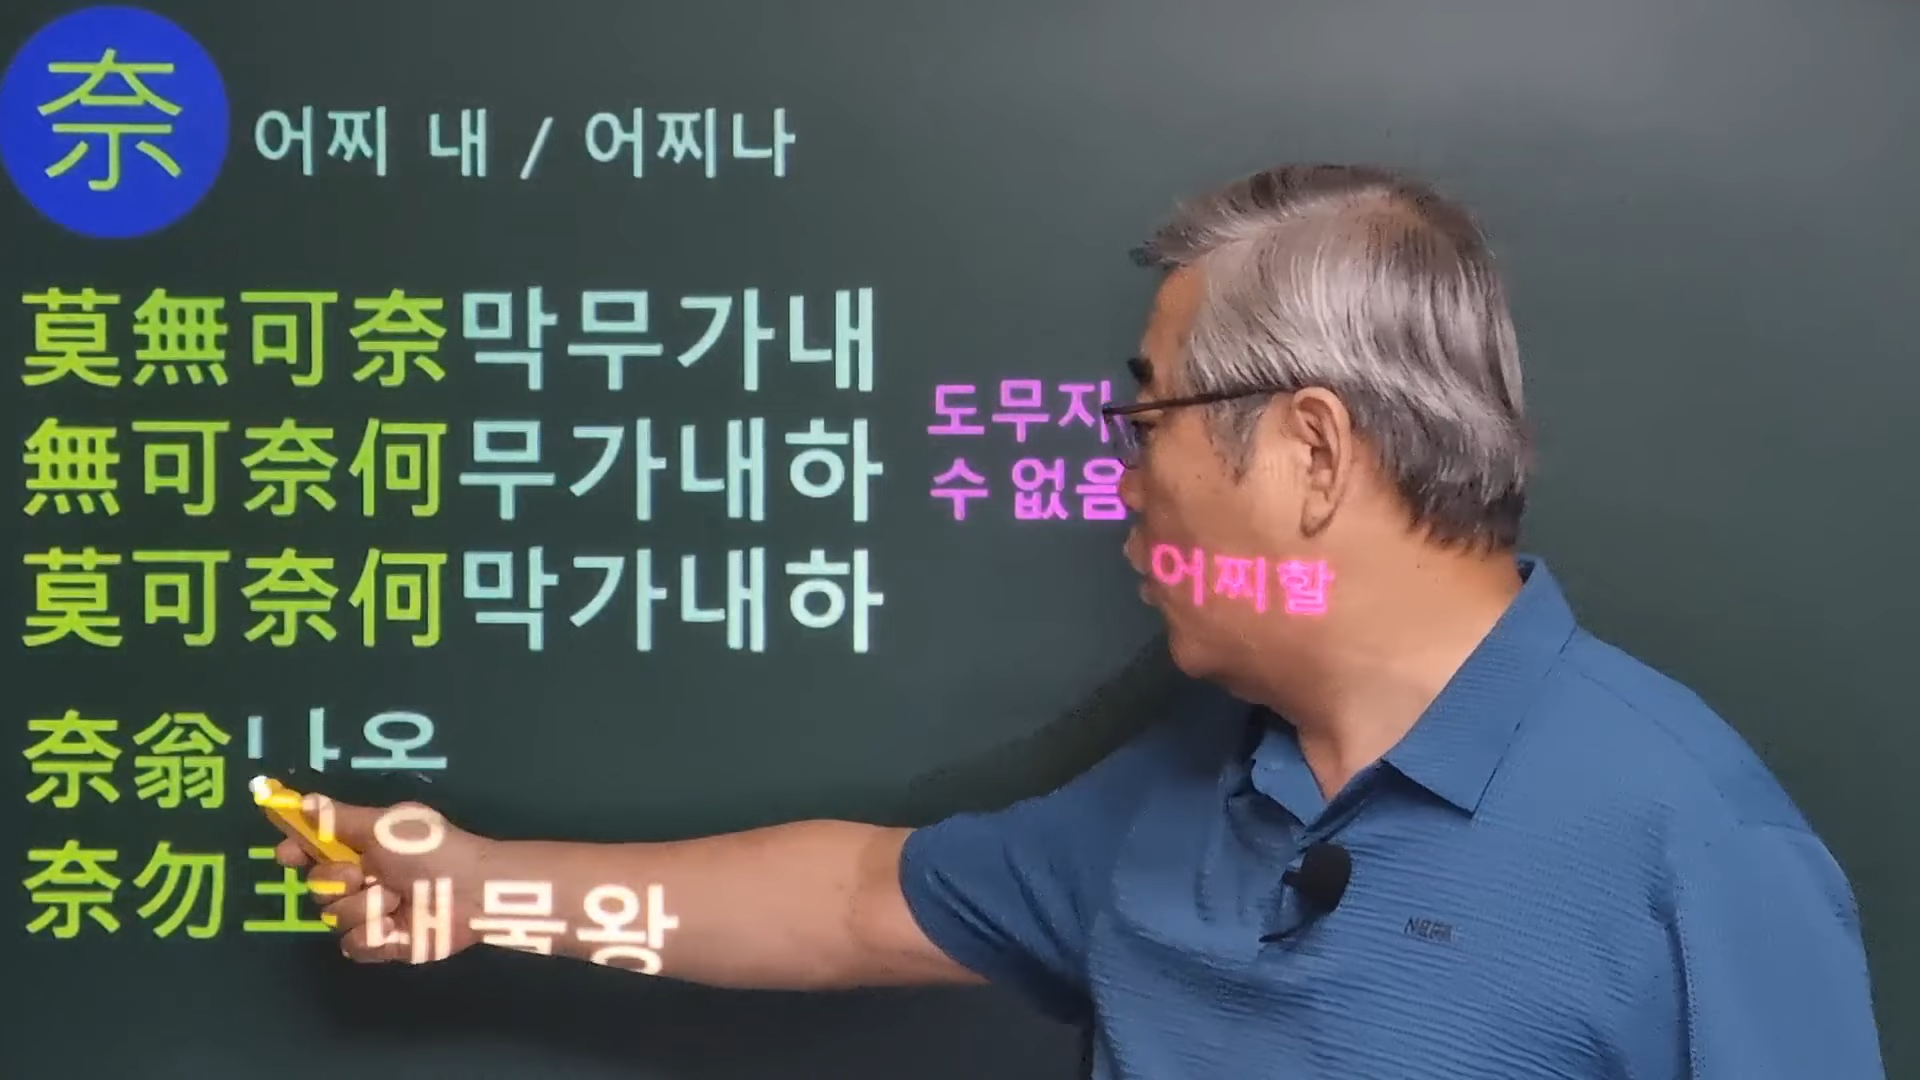 奈 어찌 내 / 어찌나
莫無可奈막무가내
無可奈何무가내하
莫可奈何막가내하
도무지 어찌할
수 없음
奈翁나옹
奈勿王내물왕